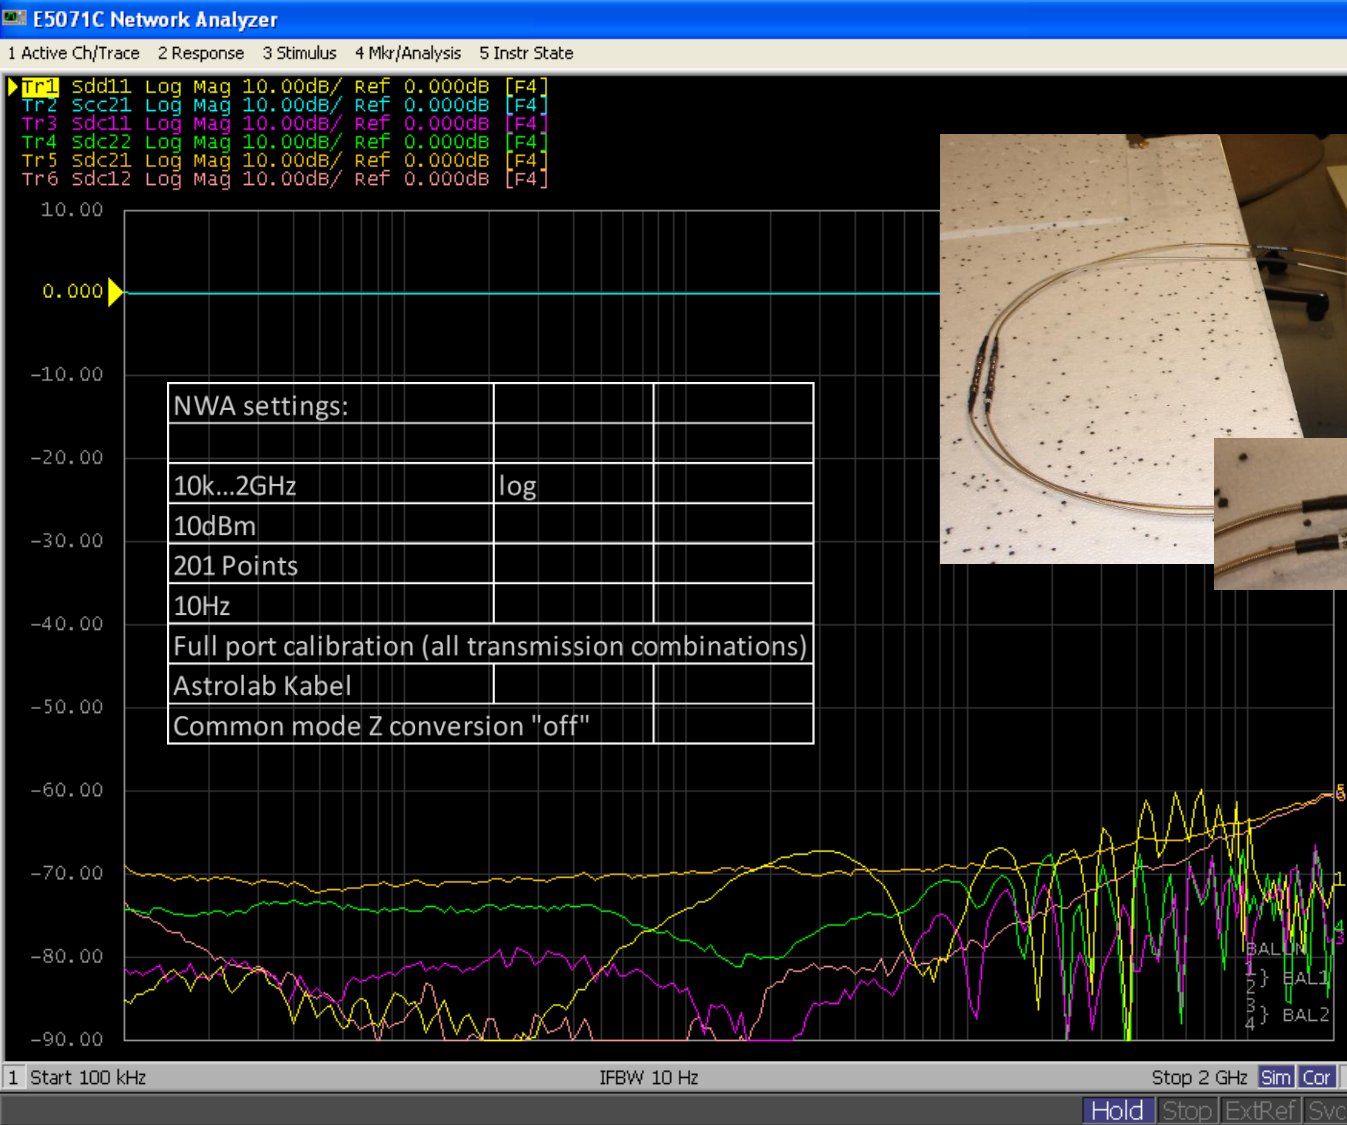 E5071C Network Analyzer
1 Active Ch/Trace 2 Response 3 Stimulus 4 Mkr/Analysis 5 Instr State
Tr1 Sdd11 Log Mag 10.00dB/ Ref 0.000dB [F4]
Tr2 Scc21 Log Mag 10.00dB/ Ref 0.000dB [F4]
Tr3 Sdc11 Log Mag 10.00dB/ Ref 0.000dB [F4]
Tr4 Sdc22 Log Mag 10.00dB/ Ref 0.000dB [F4]
Tr5 Sdc21 Log Mag 10.00dB/ Ref 0.000dB [F4]
Tr6 Sdc12 Log Mag 10.00dB/ Ref 0.000dB [F4]
10.00
0.000
-10.00
-20.00
-30.00
-40.00
-50.00
-60.00
-70.00
-80.00
-90.00
NWA settings:
10k...2GHz log
10dBm
201 Points
10Hz
Full port calibration (all transmission combinations)
Astrolab Kabel
Common mode Z conversion "off"
BALUN
1
2 } BAL1
3
4 } BAL2
1 Start 100 kHz IFBW 10 Hz Stop 2 GHz Sim Cor
Hold Stop ExtRef Svc